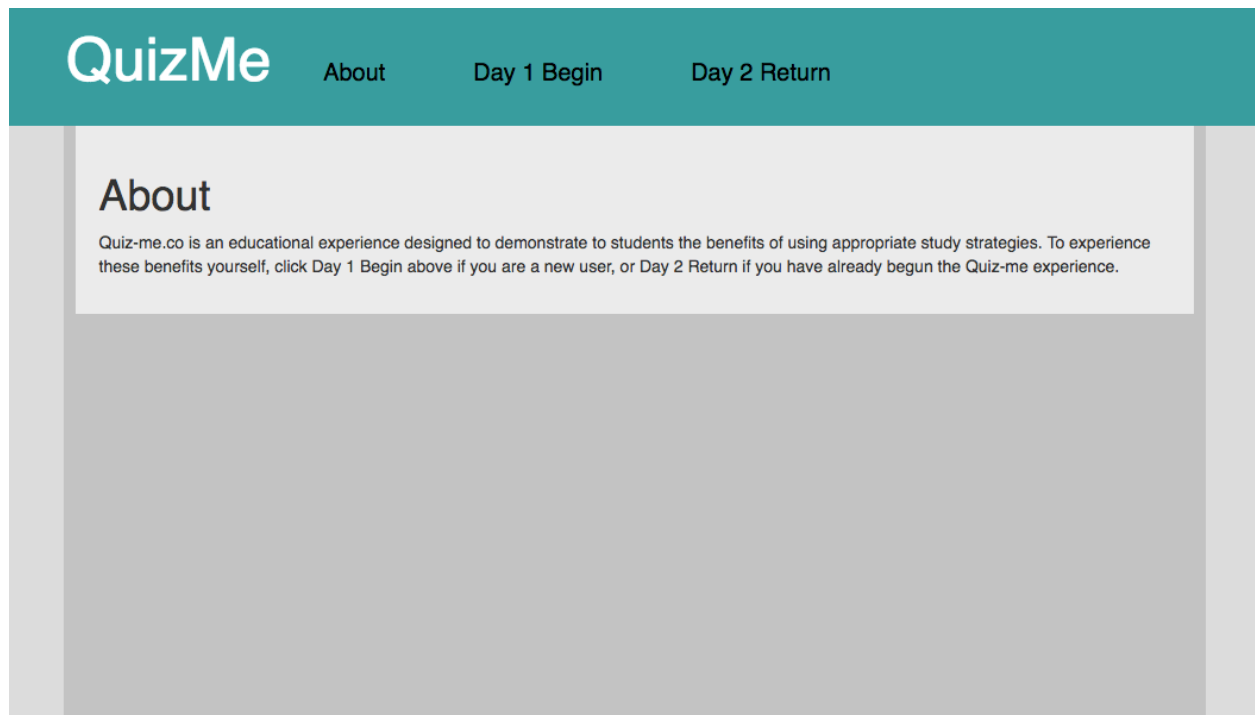 QuizMe About Day 1 Begin Day 2 Return
About
Quiz-me.co is an educational experience designed to demonstrate to students the benefits of using appropriate study strategies. To experience
these benefits yourself, click Day 1 Begin above if you are a new user, or Day 2 Return if you have already begun the Quiz-me experience.